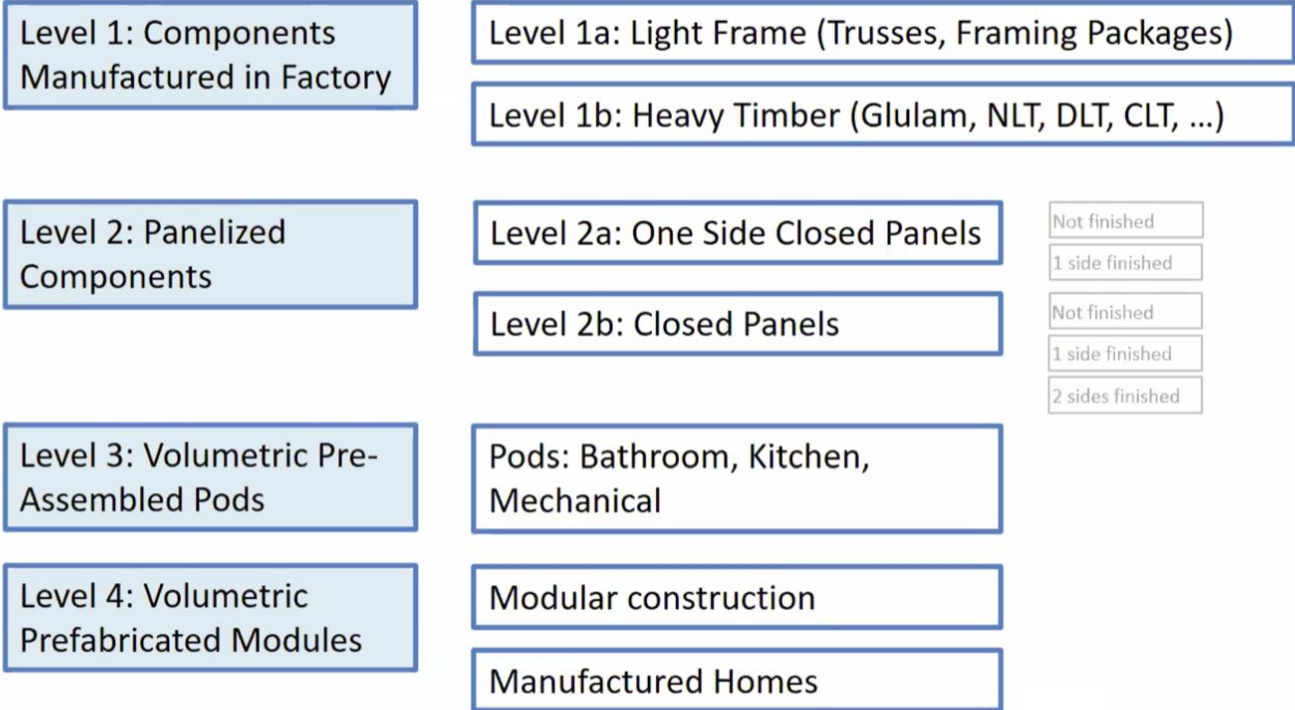 Level 1: Components
Manufactured in Factory
Level 1a: Light Frame (Trusses, Framing Packages)
Level 1b: Heavy Timber (Glulam, NLT, DLT, CLT, ...)
Level 2: Panelized
Components
Level 2a: One Side Closed Panels
Not finished
1 side finished
Level 2b: Closed Panels
Not finished
1 side finished
2 sides finished
Level 3: Volumetric Pre-
Assembled Pods
Pods: Bathroom, Kitchen,
Mechanical
Level 4: Volumetric
Prefabricated Modules
Modular construction
Manufactured Homes